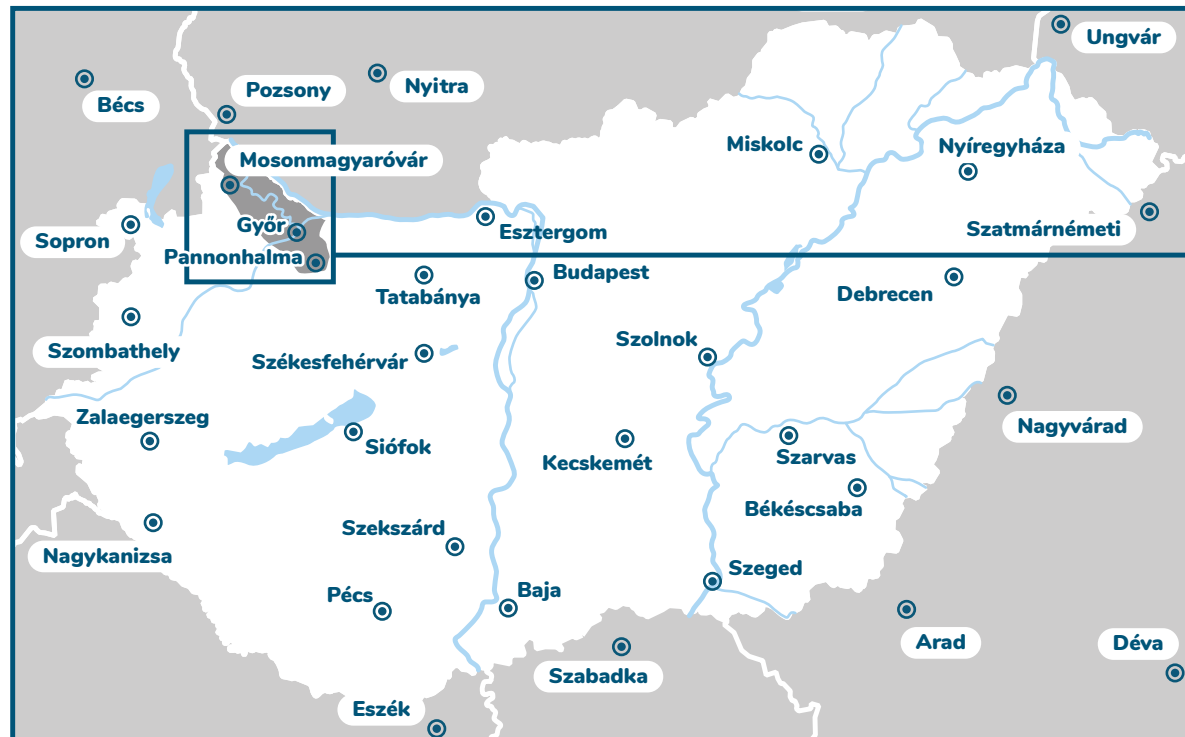 Ungvár
Bécs
Pozsony
Nyitra
Miskolc
Nyíregyháza
Mosonmagyaróvár
Sopron
Győr
Esztergom
Szatmárnémeti
Pannonhalma
Tatabánya
Budapest
Debrecen
Szombathely
Székesfehérvár
Szolnok
Zalaegerszeg
Siófok
Kecskemét
Szarvas
Nagyvárad
Békéscsaba
Szekszárd
Nagykanizsa
Szeged
Pécs
Baja
Arad
Déva
Szabadka
Eszék